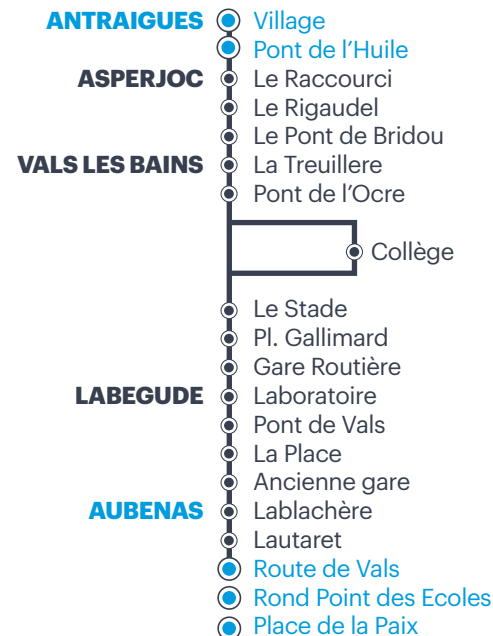 ANTRAIGUES Village
Pont de l'Huile
ASPERJOC Le Raccourci
Le Rigaudel
Le Pont de Bridou
VALS LES BAINS La Treuillere
Pont de l'Ocre
Collège
Le Stade
Pl. Gallimard
Gare Routière
LABEGUDE Laboratoire
Pont de Vals
La Place
Ancienne gare
AUBENAS Lablachère
Lautaret
Route de Vals
Rond Point des Ecoles
Place de la Paix